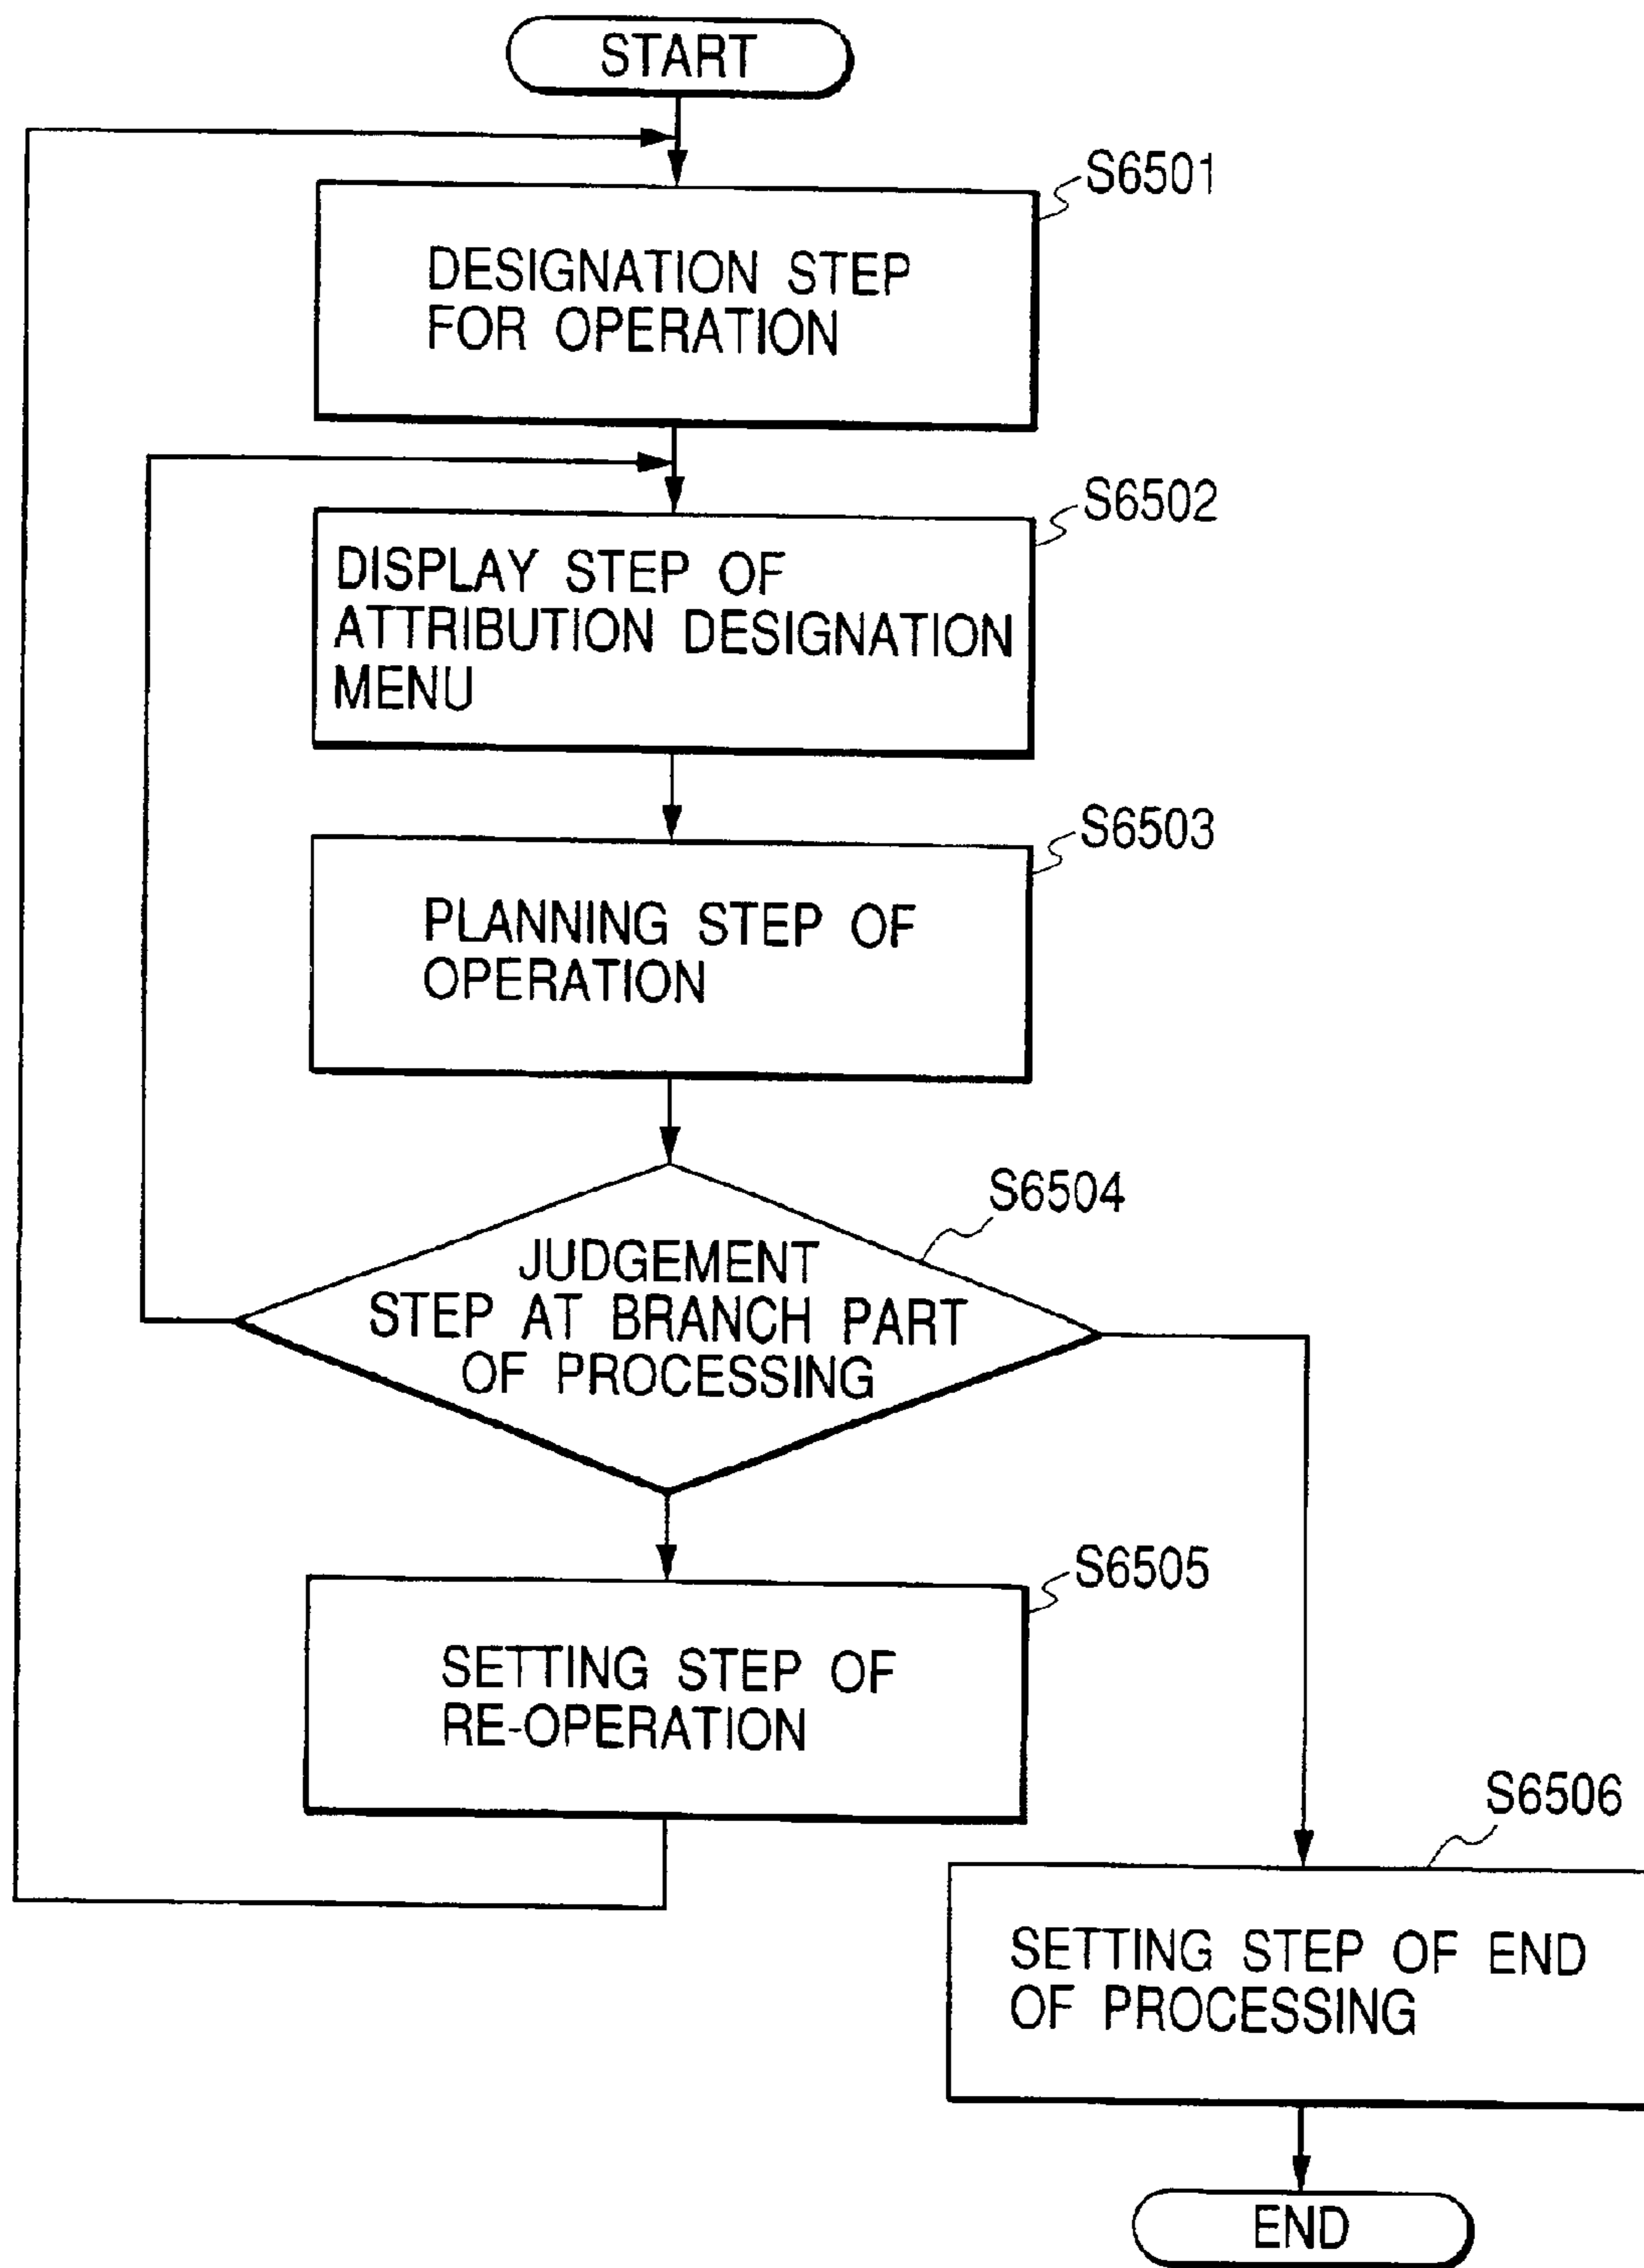 START
S6501
DESIGNATION STEP
FOR OPERATION
S6502
DISPLAY STEP OF
ATTRIBUTION DESIGNATION
MENU
S6503
PLANNING STEP OF
OPERATION
S6504
JUDGEMENT
STEP AT BRANCH PART
OF PROCESSING
S6505
SETTING STEP OF
RE-OPERATION
S6506
SETTING STEP OF END
OF PROCESSING
END